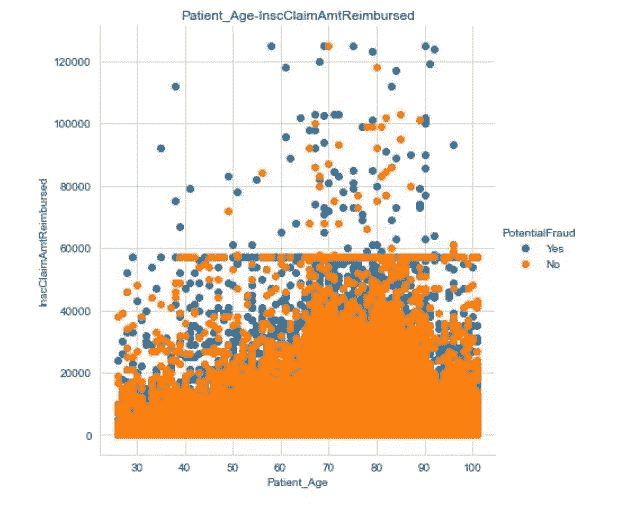 Patient_Age-InscClaimAmtReimbursed
120000
100000
80000
60000
40000
20000
0
InscClaimAmtReimbursed
30 40 50 60 70 80 90 100
Patient_Age
PotentialFraud
Yes
No